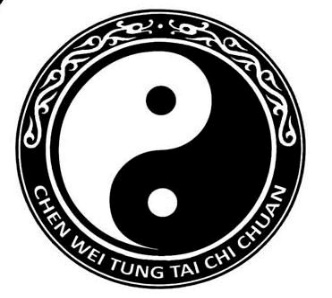 CHEN WEI TUNG TAI CHI CHUAN